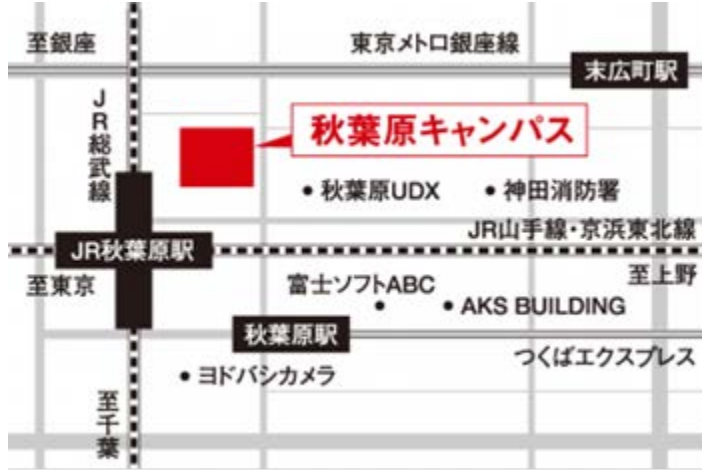 至銀座
東京メトロ銀座線
末広町駅
JR総武線
秋葉原キャンパス
秋葉原UDX
神田消防署
JR山手線・京浜東北線
JR秋葉原駅
至東京
至上野
富士ソフトABC
AKS BUILDING
秋葉原駅
つくばエクスプレス
ヨドバシカメラ
至千葉